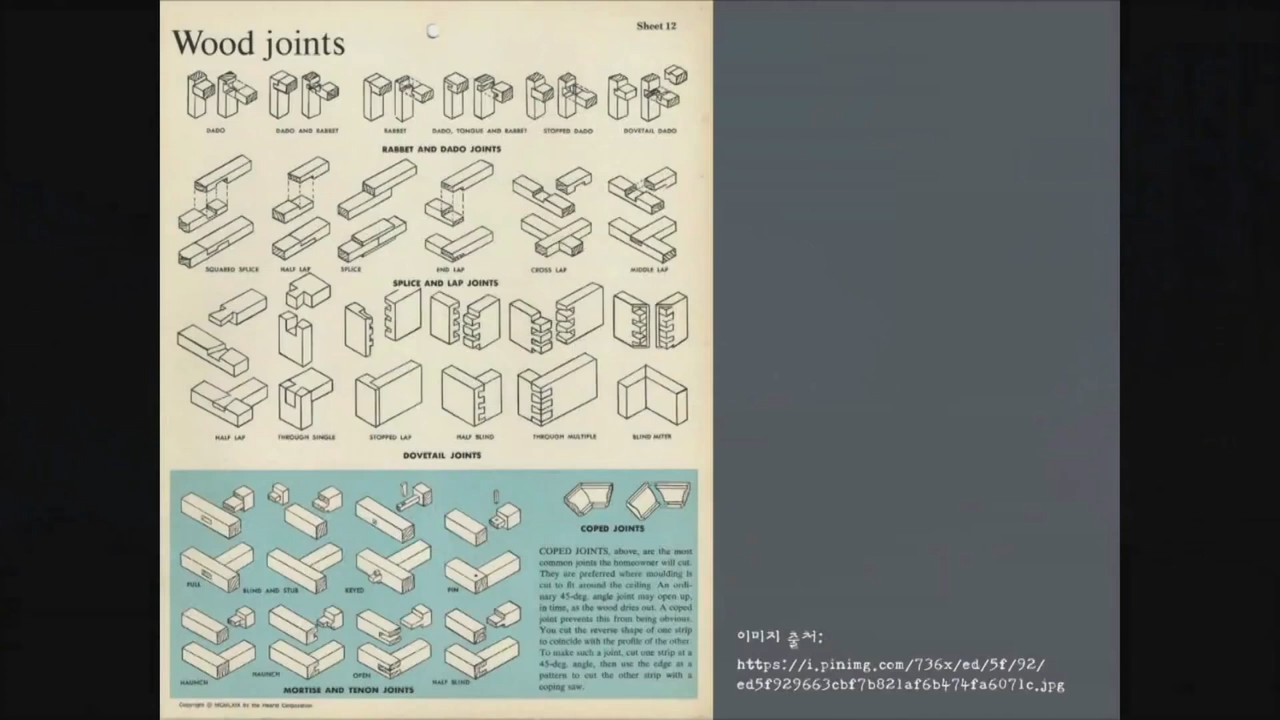 Sheet 12
Wood joints
DADO
DADO AND RABBET
RABBET
DADO, TONGUE AND RABBET
STOPPED DADO
DOVETAIL DADO
RABBET AND DADO JOINTS
SQUARED SPLICE
HALF LAP
SPLICE
END LAP
CROSS LAP
MIDDLE LAP
SPLICE AND LAP JOINTS
HALF LAP
THROUGH SINGLE
STOPPED LAP
HALF BLIND
THROUGH MULTIPLE
BLIND MITER
DOVETAIL JOINTS
FULL
BLIND AND STUB
KEYED
PIN
HAUNCH
HAUNCH
OPEN
HALF BLIND
MORTISE AND TENON JOINTS
COPED JOINTS
COPED JOINTS, above, are the most
common joints the homeowner will cut.
They are preferred where moulding is
cut to fit around the ceiling. An ordi-
nary 45-deg. angle joint may open up,
in time, as the wood dries out. A coped
joint prevents this from being obvious.
You cut the reverse shape of one strip
to coincide with the profile of the other.
To make such a joint, cut one strip at a
45-deg. angle, then use the edge as a
pattern to cut the other strip with a
coping saw.
Copyright © MCMLXIX by the Hearst Corporation
이미지 출처:
https://i.pinimg.com/736x/ed/5f/92/
ed5f929663cbf7b821af6b474fa6071c.jpg